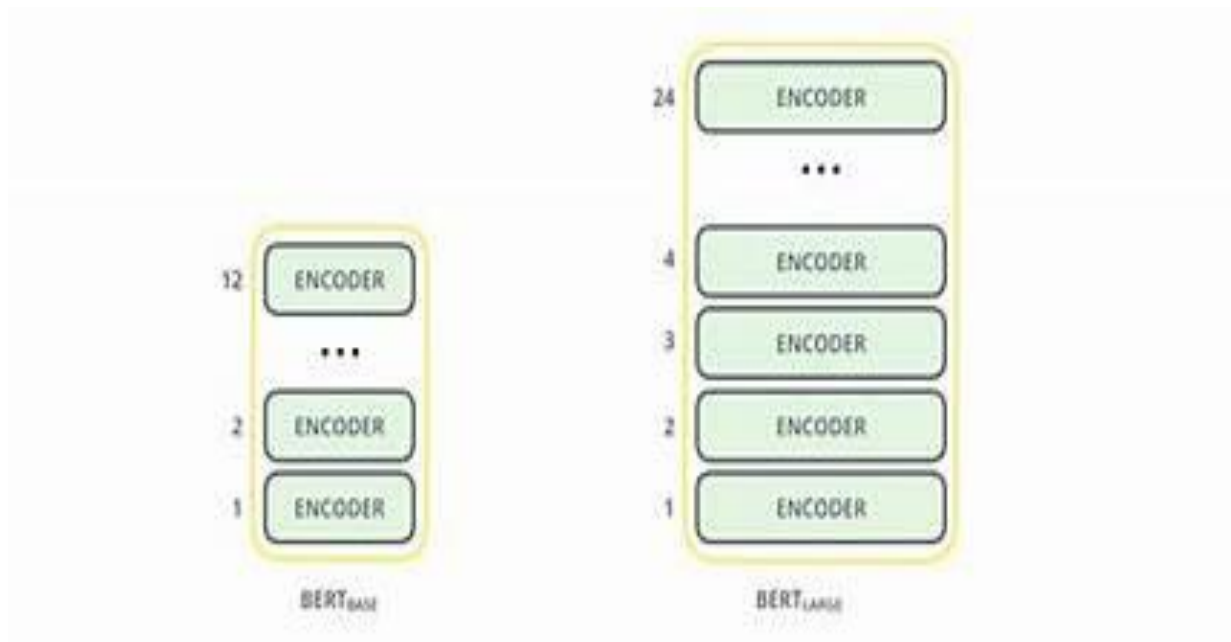 12 ENCODER
...
2 ENCODER
1 ENCODER
BERTBASE
24 ENCODER
...
4 ENCODER
3 ENCODER
2 ENCODER
1 ENCODER
BERTLARGE